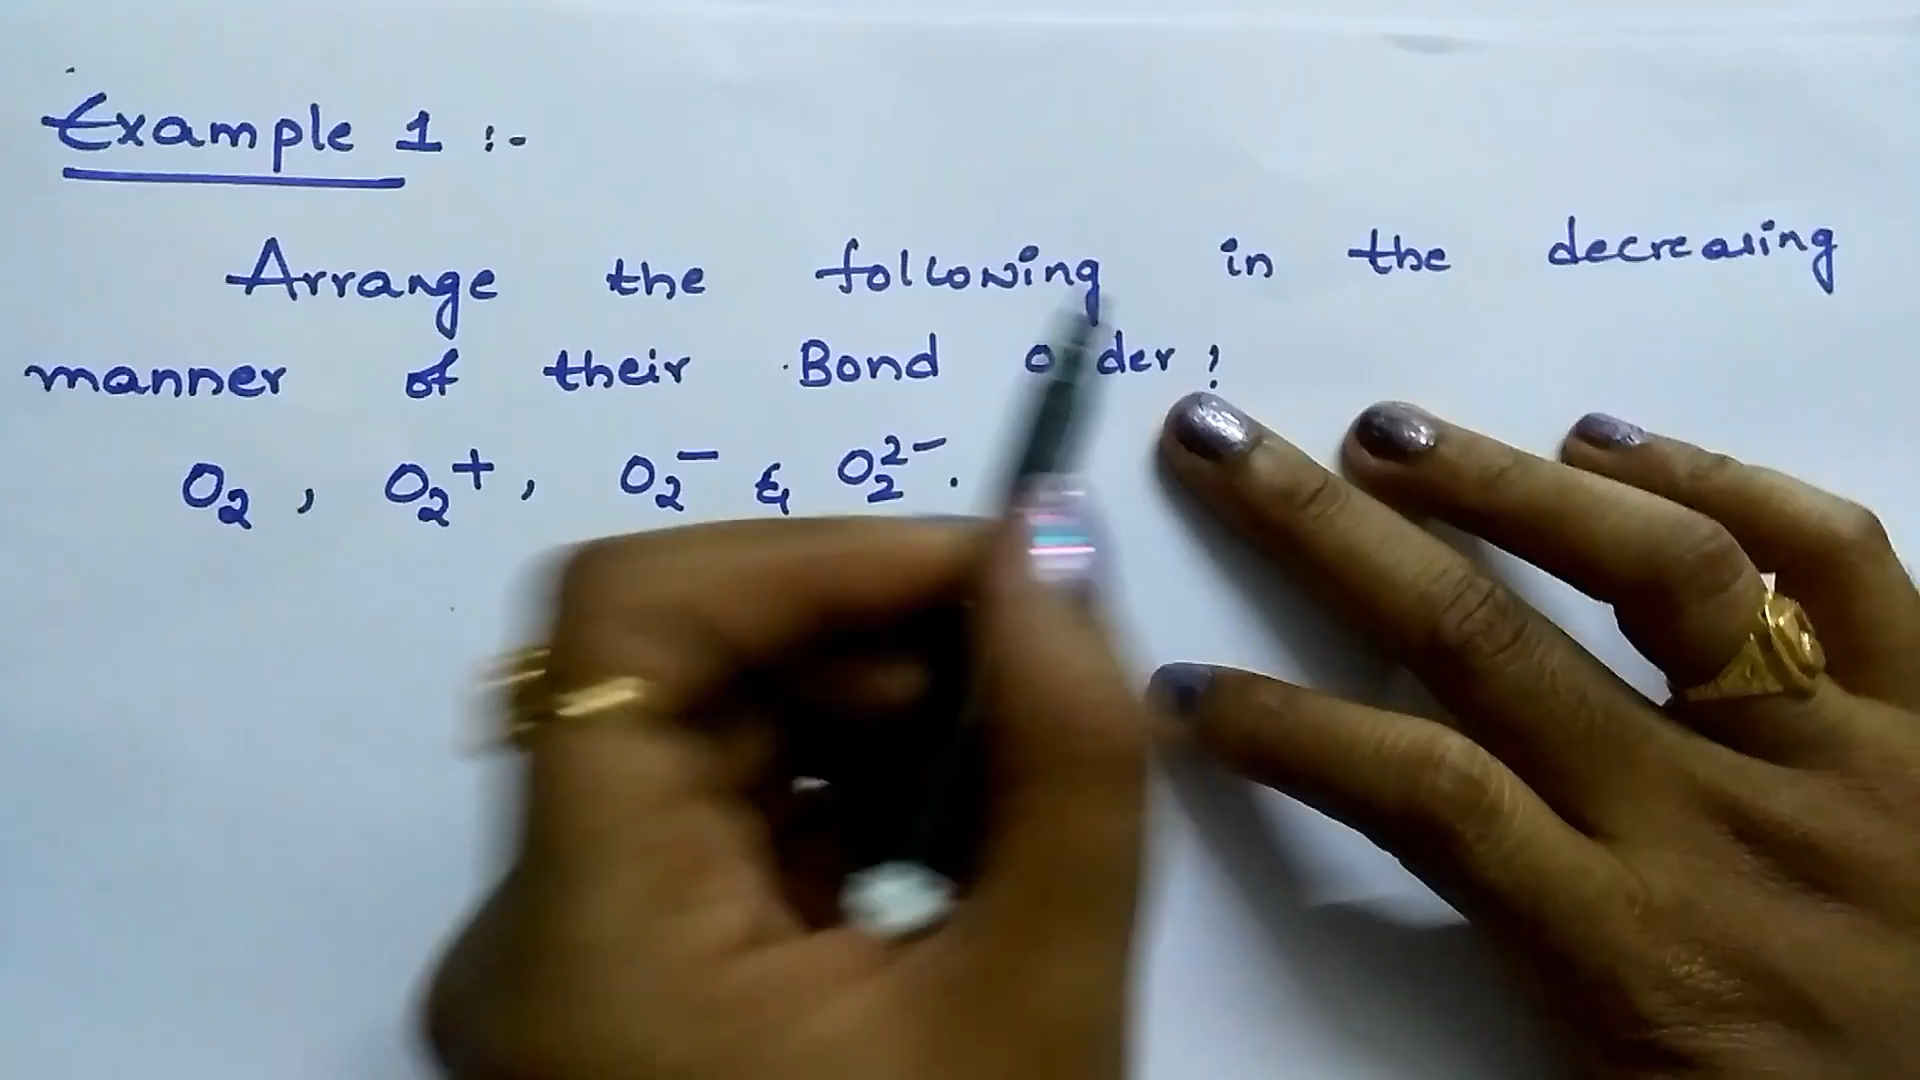 Example 1 :-
Arrange the following in the decreasing
manner of their Bond order?
O₂, O₂⁺, O₂⁻ & O₂²⁻.